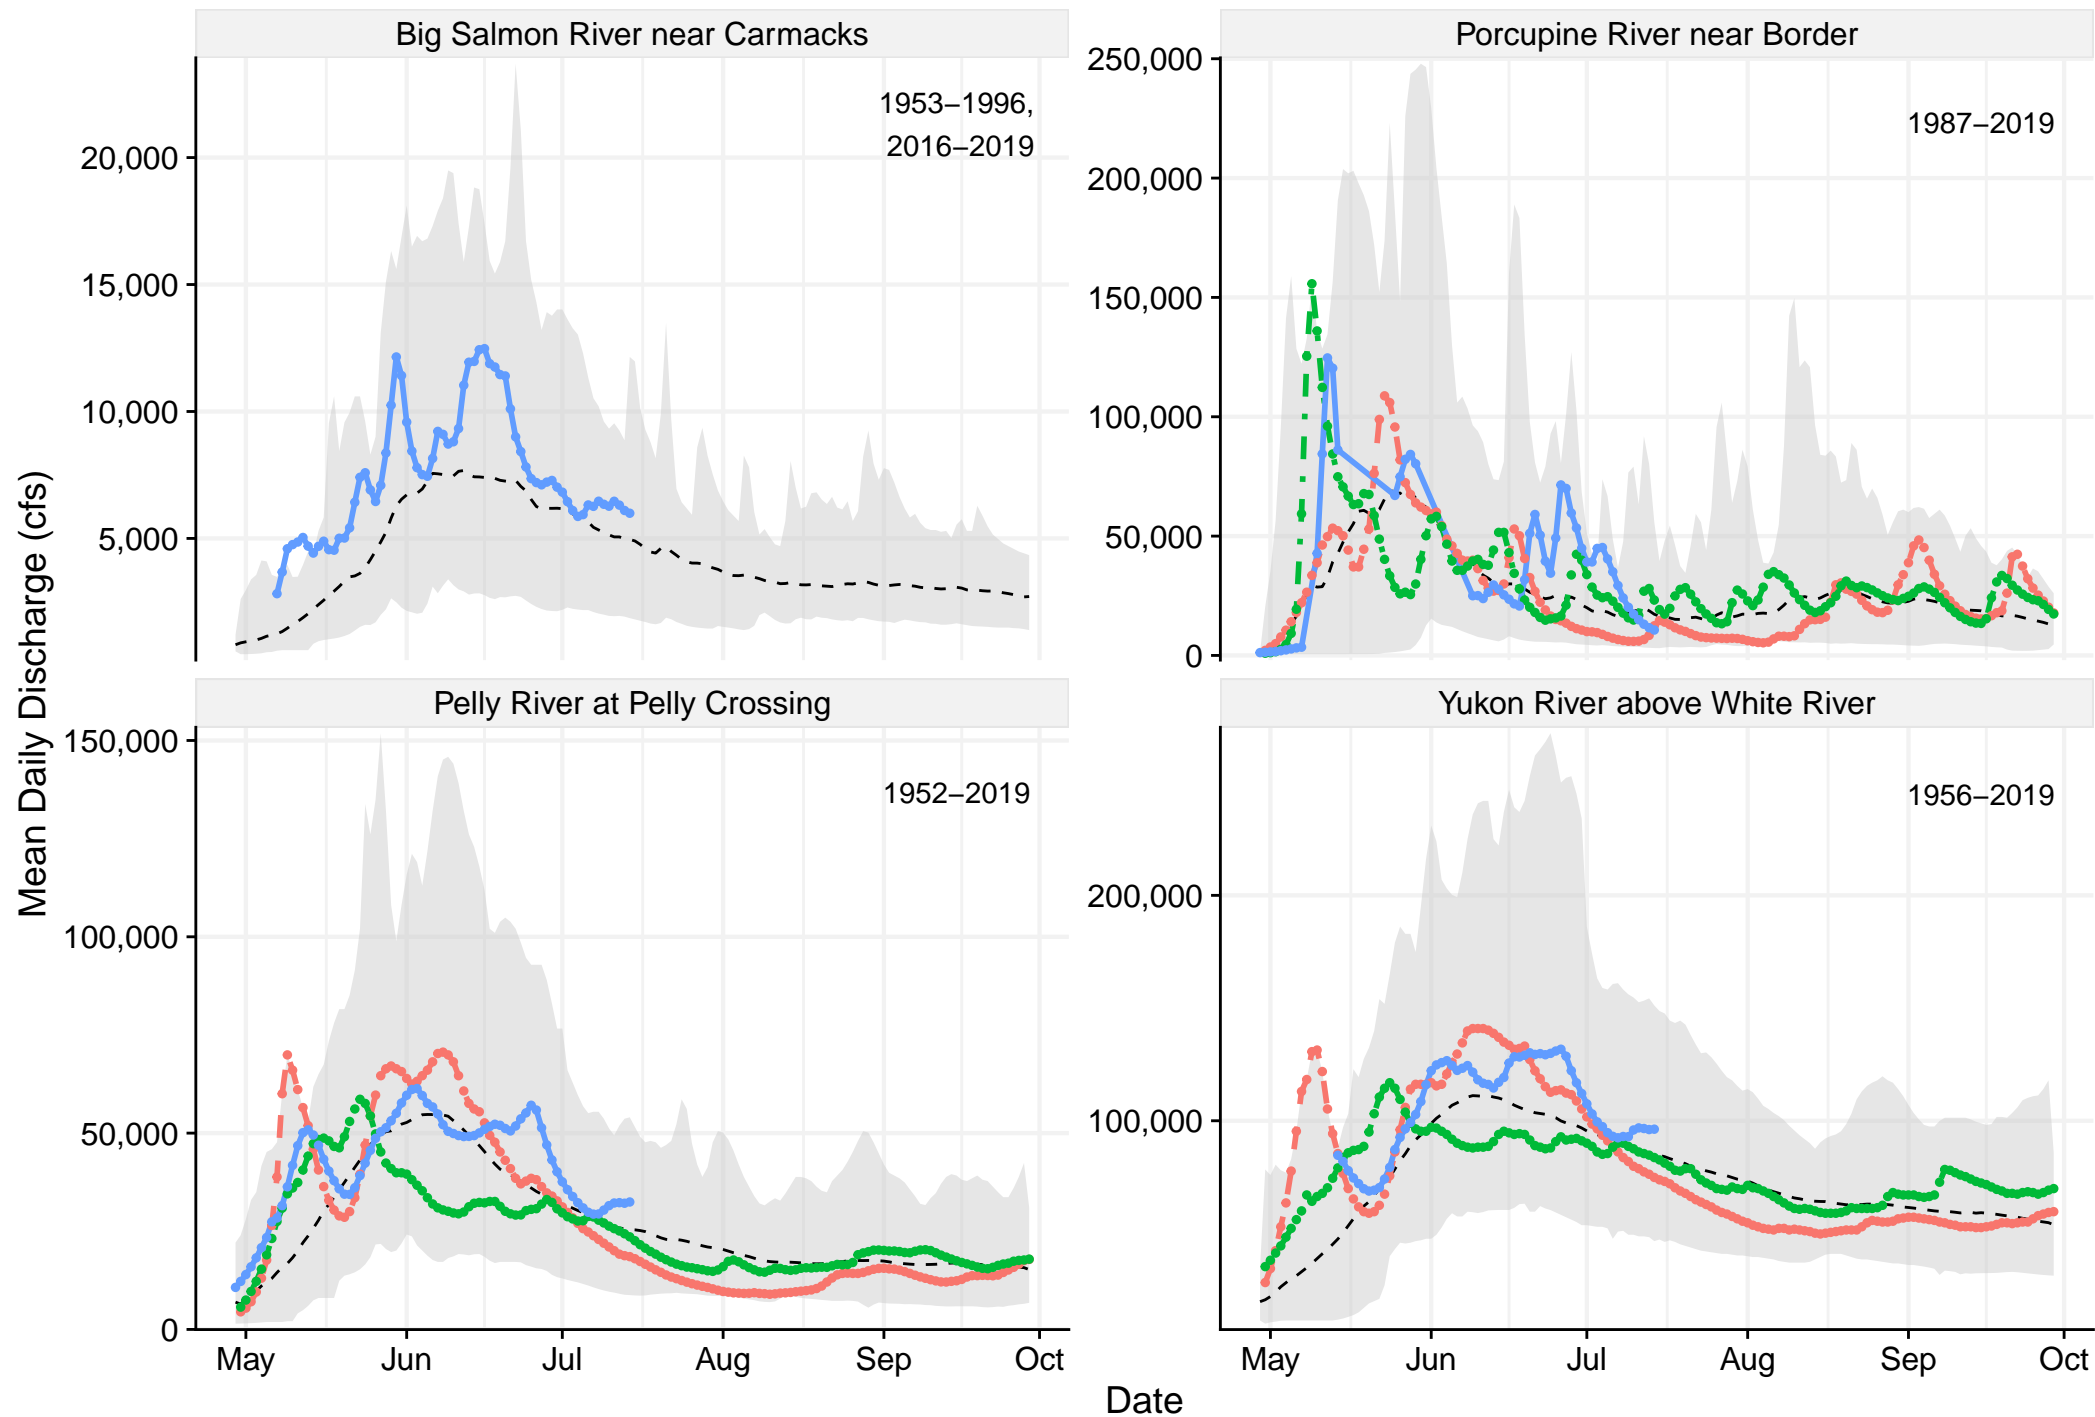 Big Salmon River near Carmacks
Porcupine River near Border
1953–1996,
2016–2019
1987–2019
20,000
15,000
10,000
5,000
250,000
200,000
150,000
100,000
50,000
0
Mean Daily Discharge (cfs)
Pelly River at Pelly Crossing
Yukon River above White River
1952–2019
1956–2019
150,000
100,000
50,000
0
200,000
100,000
May Jun Jul Aug Sep Oct
May Jun Jul Aug Sep Oct
Date